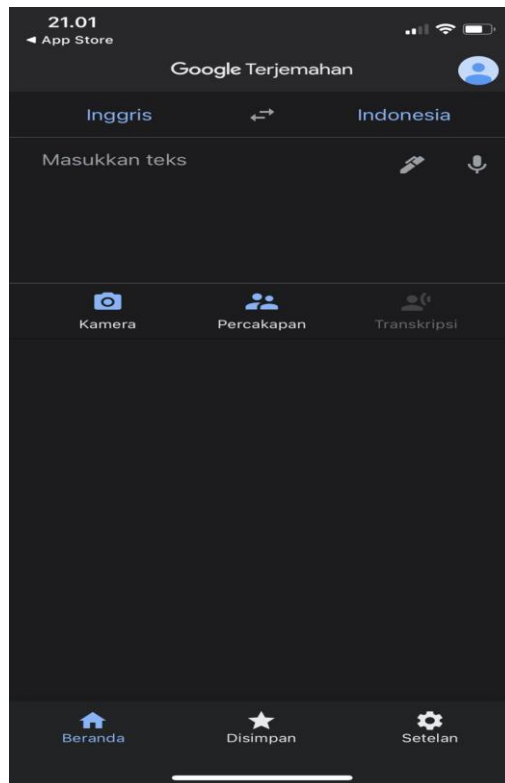 21.01
◀ App Store
Google Terjemahan
Inggris
Indonesia
Masukkan teks
Kamera
Percakapan
Transkripsi
Beranda
Disimpan
Setelan